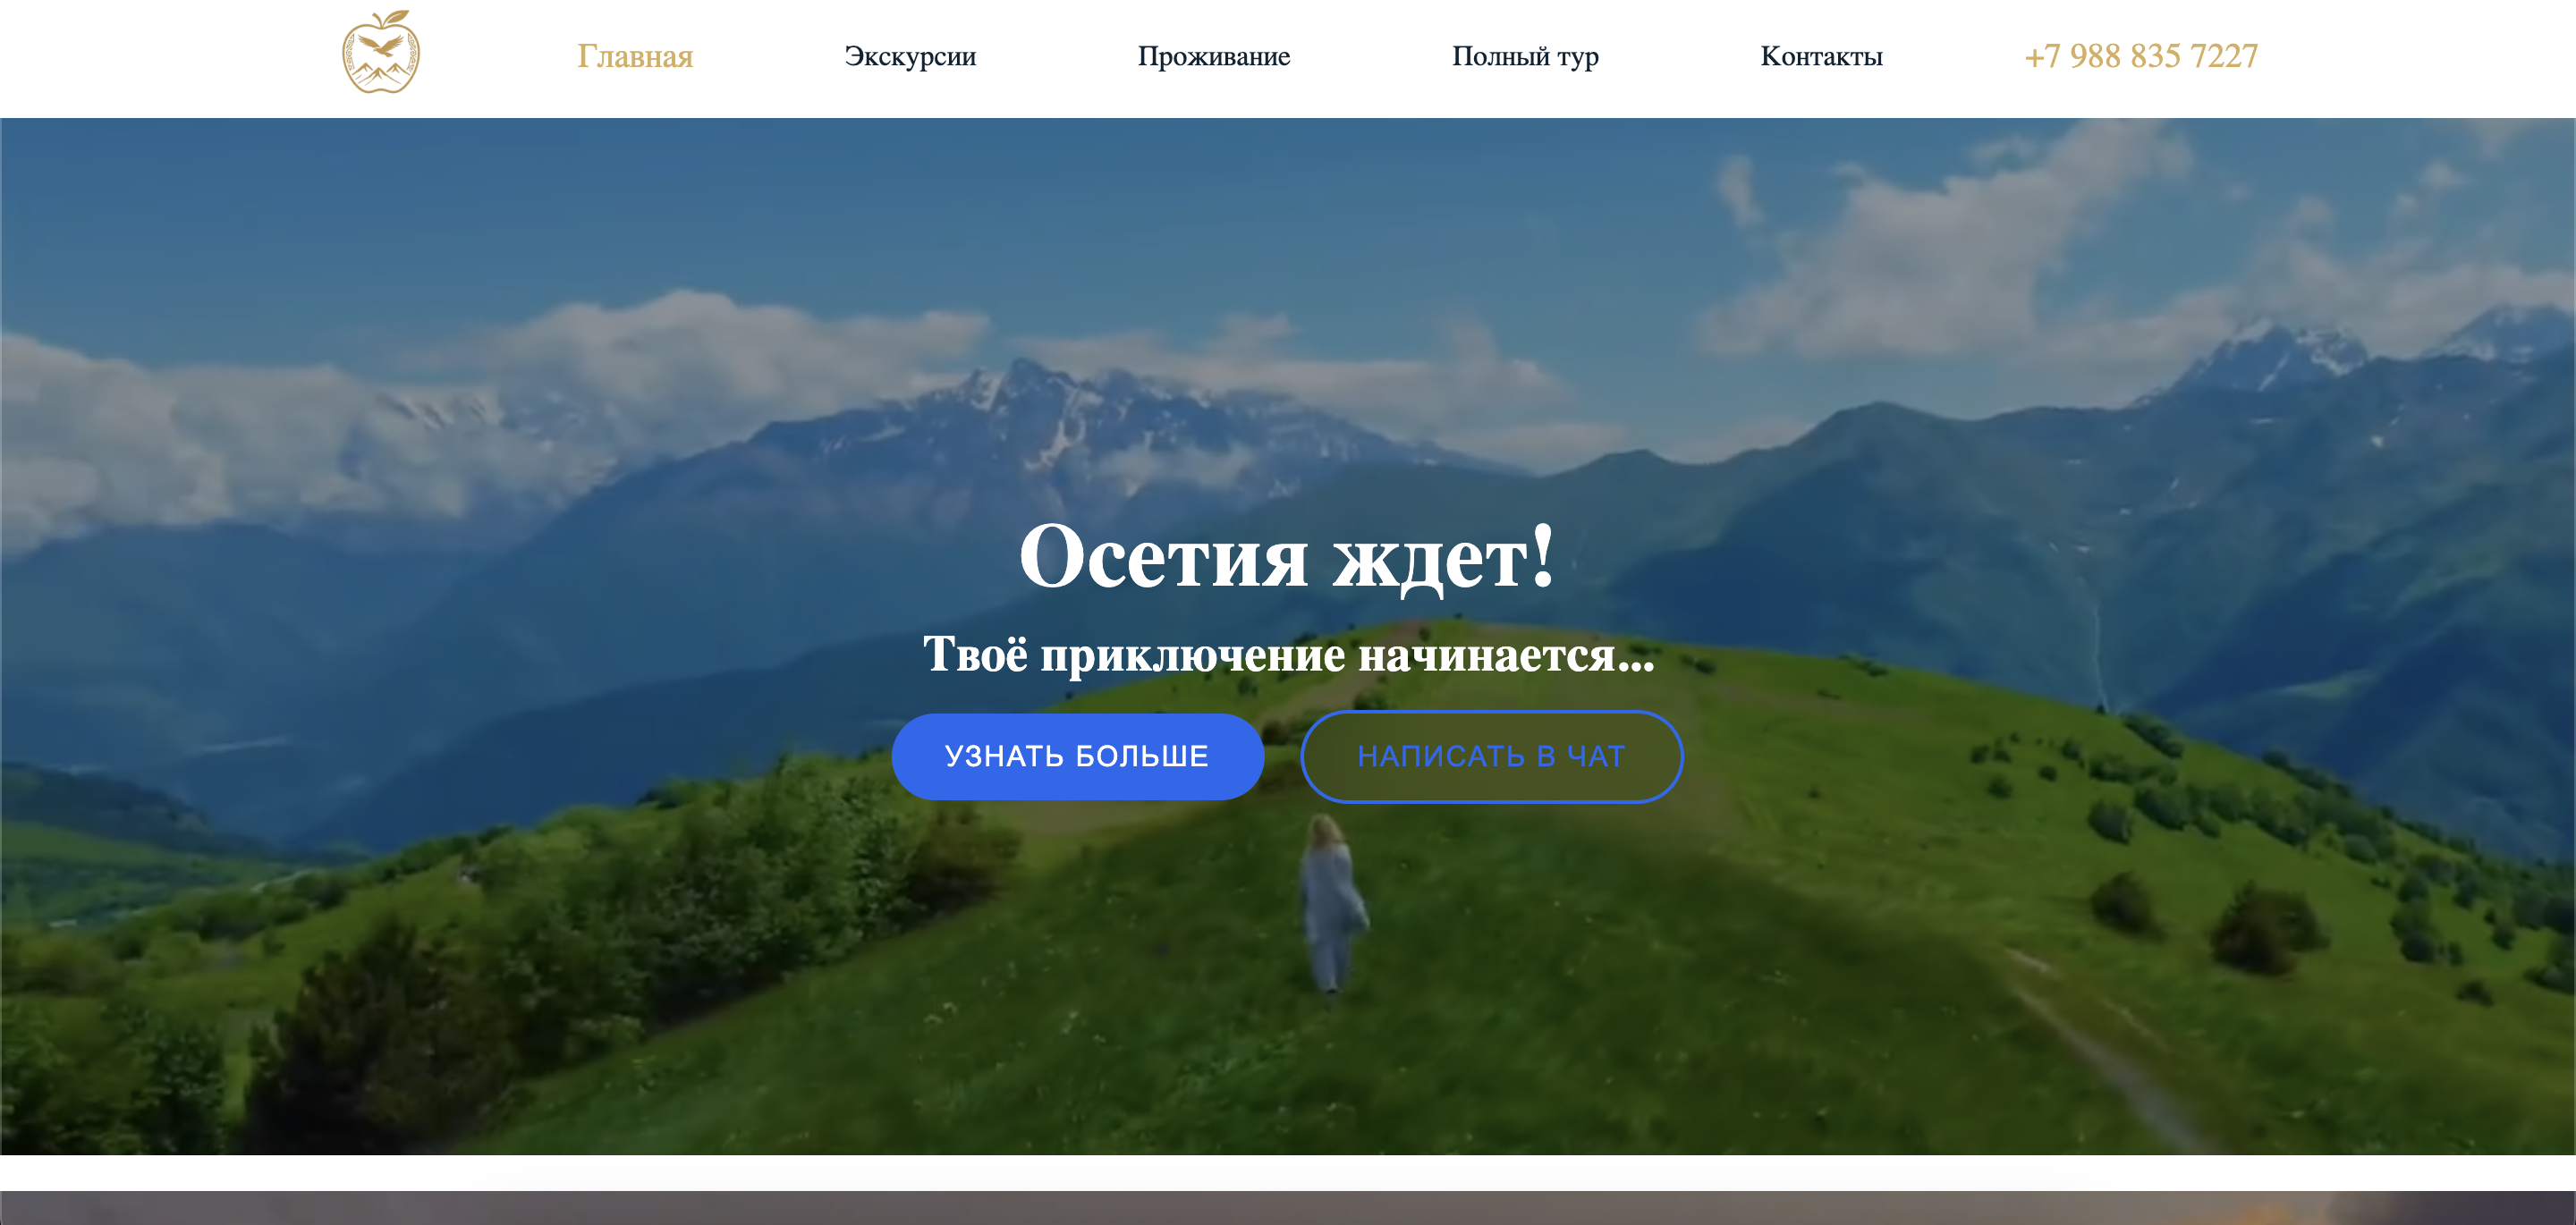 Главная Экскурсии Проживание Полный тур Контакты +7 988 835 7227
Осетия ждет!
Твоё приключение начинается...
УЗНАТЬ БОЛЬШЕ НАПИСАТЬ В ЧАТ